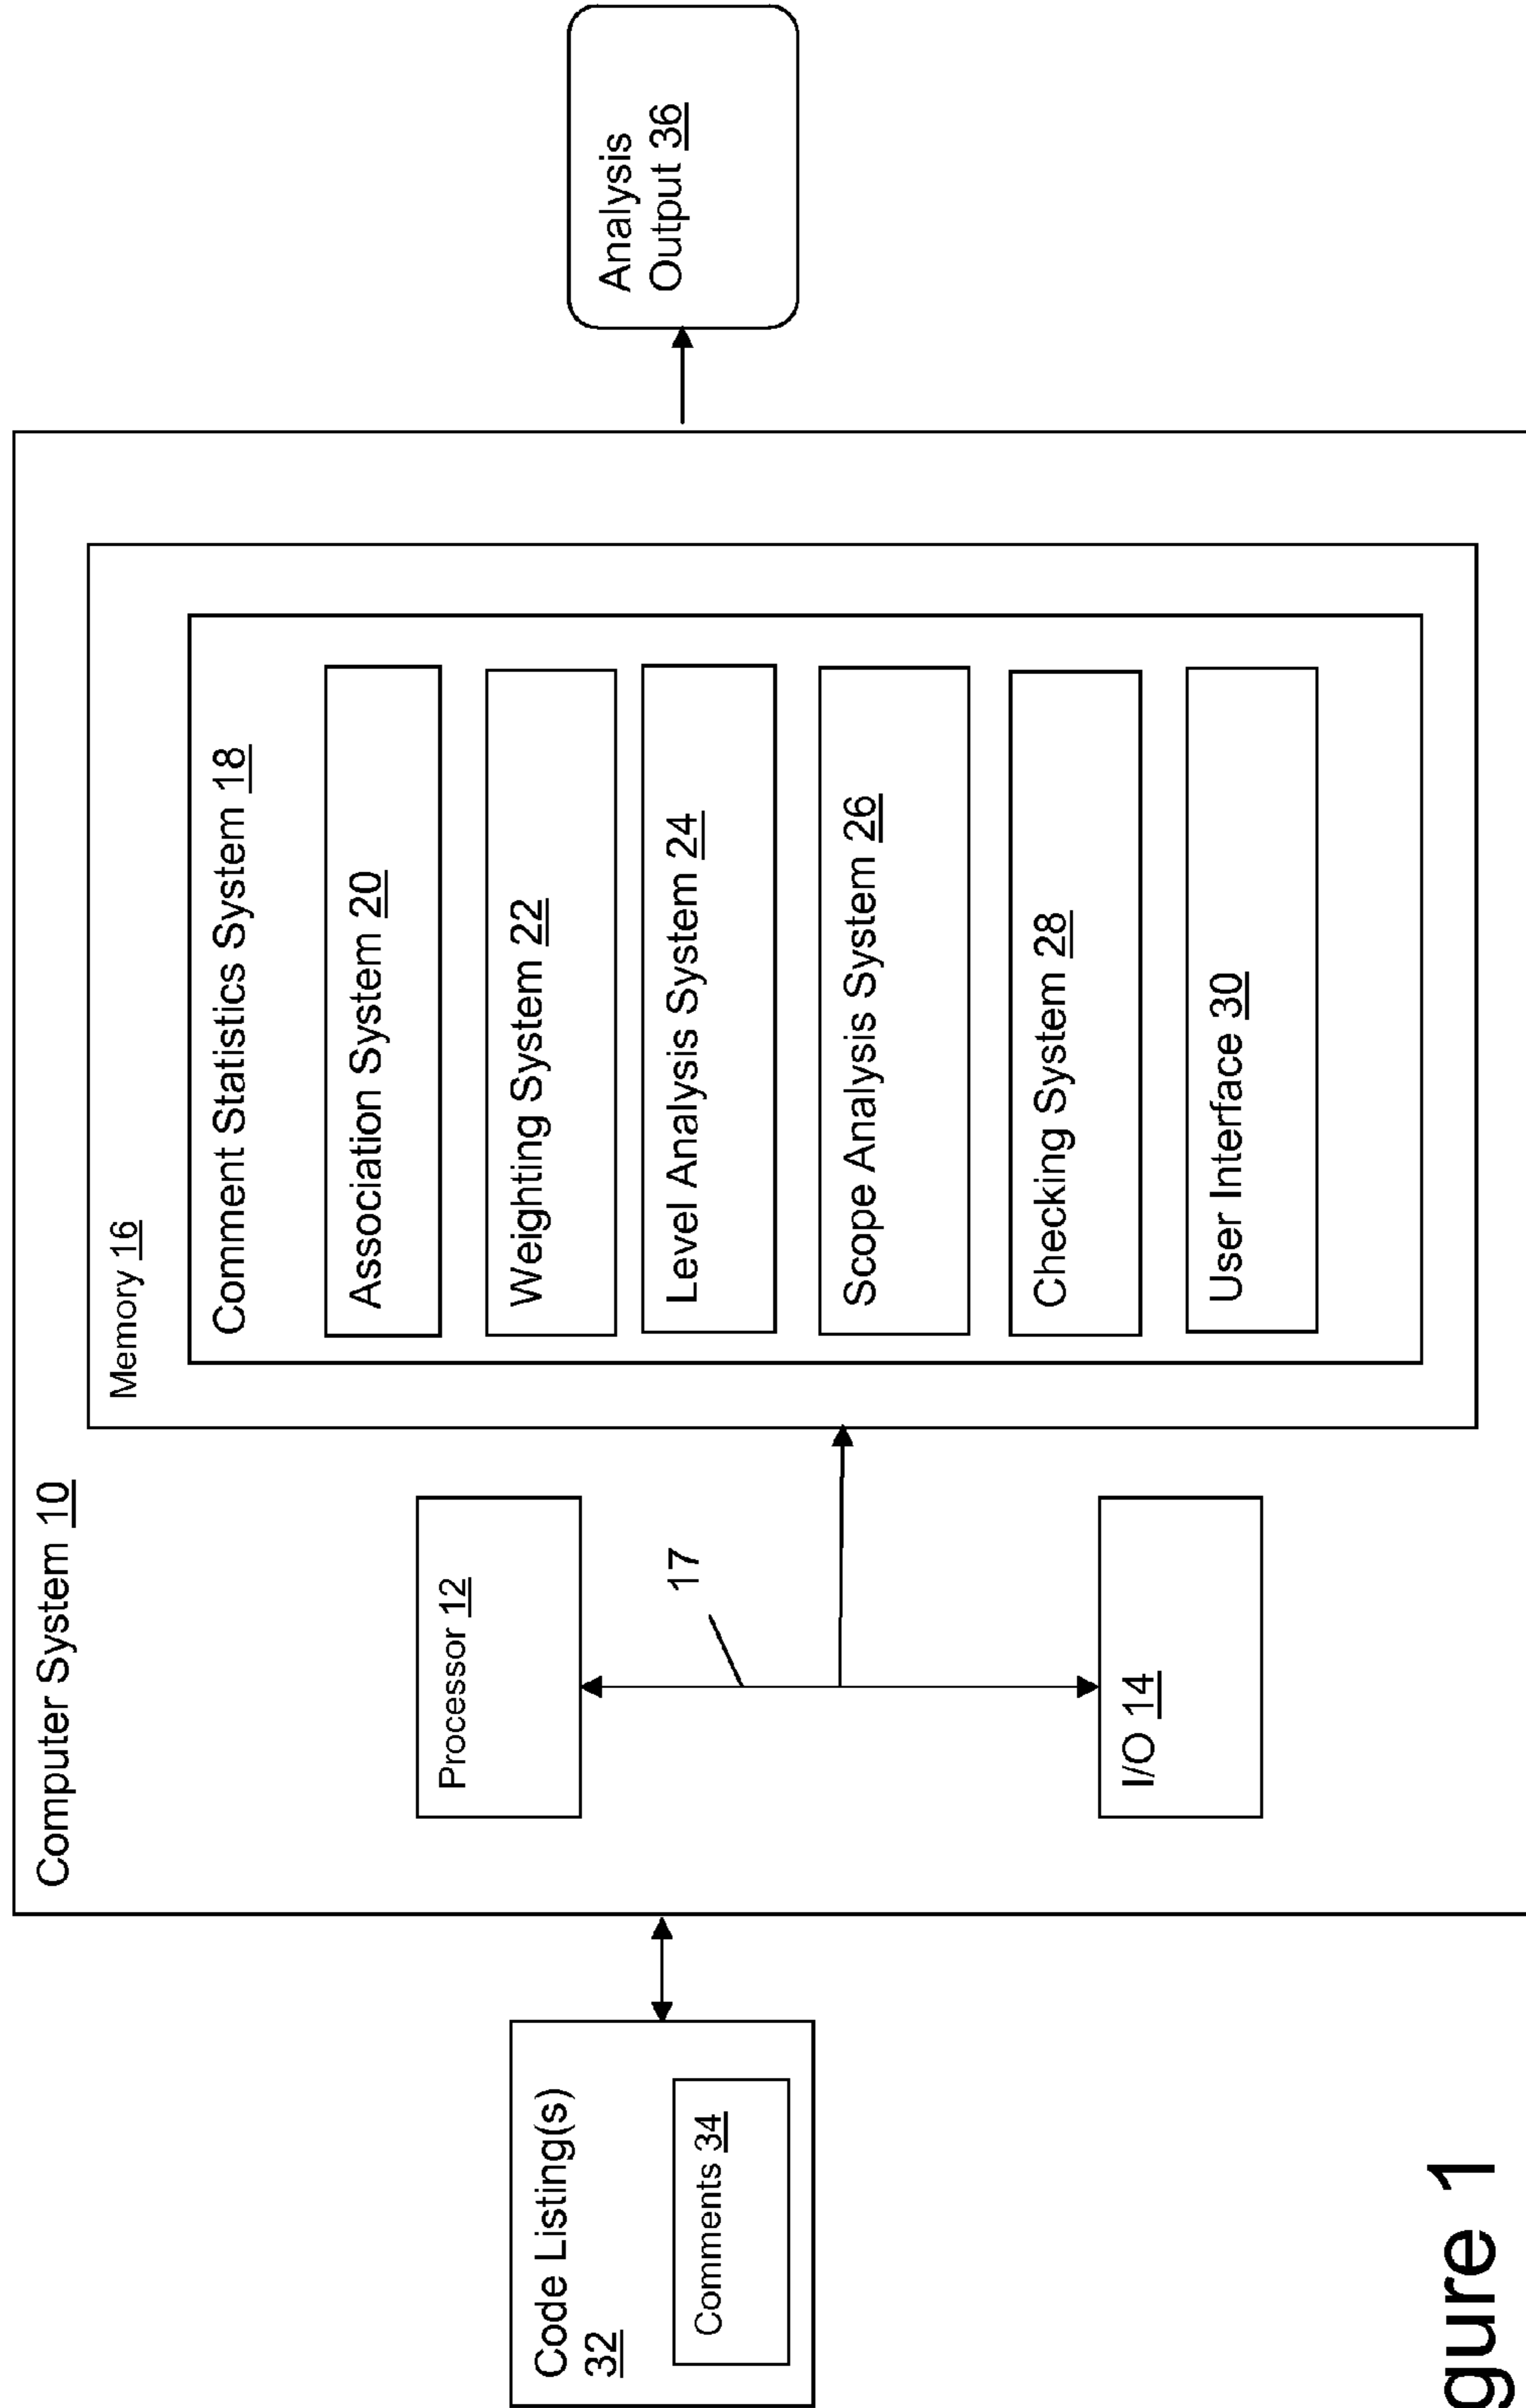 Computer System 10
Memory 16
Comment Statistics System 18
Association System 20
Weighting System 22
Level Analysis System 24
Scope Analysis System 26
Checking System 28
User Interface 30
Processor 12
17
I/O 14
Code Listing(s)
32
Comments 34
Analysis
Output 36
gure 1